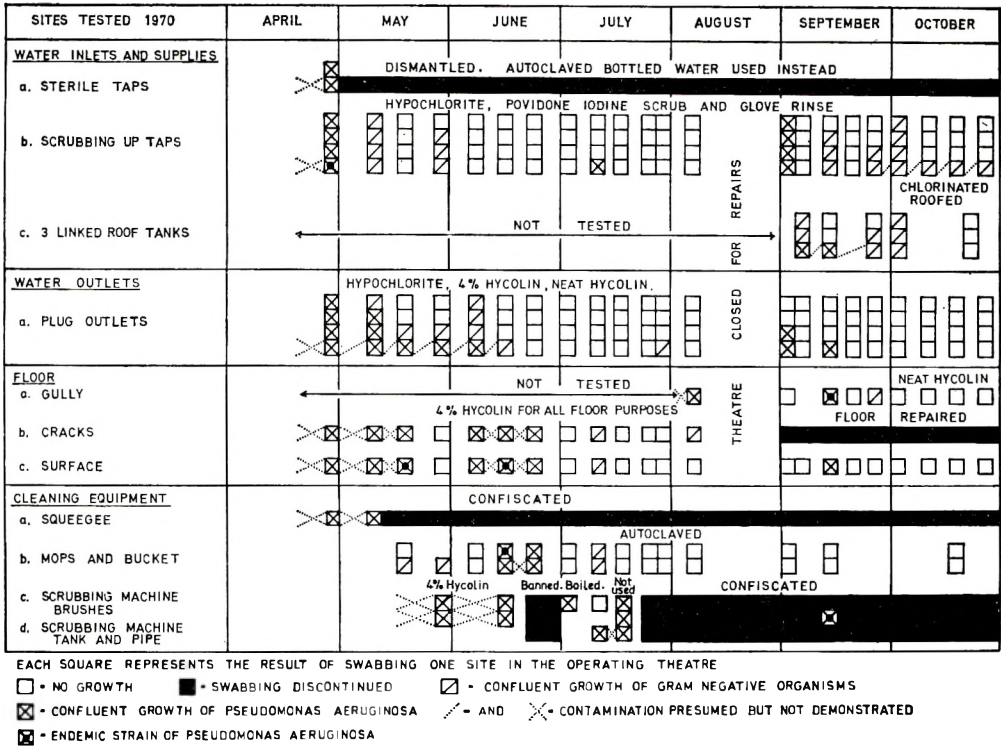 SITES TESTED 1970 APRIL MAY JUNE JULY AUGUST SEPTEMBER OCTOBER
WATER INLETS AND SUPPLIES
DISMANTLED. AUTOCLAVED BOTTLED WATER USED INSTEAD
a. STERILE TAPS
HYPOCHLORITE, POVIDONE IODINE SCRUB AND GLOVE RINSE
b. SCRUBBING UP TAPS
CHLORINATED
ROOFED
c. 3 LINKED ROOF TANKS
NOT TESTED
THEATRE CLOSED FOR REPAIRS
WATER OUTLETS
HYPOCHLORITE, 4% HYCOLIN, NEAT HYCOLIN.
a. PLUG OUTLETS
FLOOR
NOT TESTED
NEAT HYCOLIN
a. GULLY
4% HYCOLIN FOR ALL FLOOR PURPOSES
FLOOR REPAIRED
b. CRACKS
c. SURFACE
CLEANING EQUIPMENT
CONFISCATED
a. SQUEEGEE
AUTOCLAVED
b. MOPS AND BUCKET
4% Hycolin Banned. Boiled. Not used
CONFISCATED
c. SCRUBBING MACHINE
BRUSHES
d. SCRUBBING MACHINE
TANK AND PIPE
EACH SQUARE REPRESENTS THE RESULT OF SWABBING ONE SITE IN THE OPERATING THEATRE
- NO GROWTH - SWABBING DISCONTINUED - CONFLUENT GROWTH OF GRAM NEGATIVE ORGANISMS
- CONFLUENT GROWTH OF PSEUDOMONAS AERUGINOSA - AND - CONTAMINATION PRESUMED BUT NOT DEMONSTRATED
- ENDEMIC STRAIN OF PSEUDOMONAS AERUGINOSA